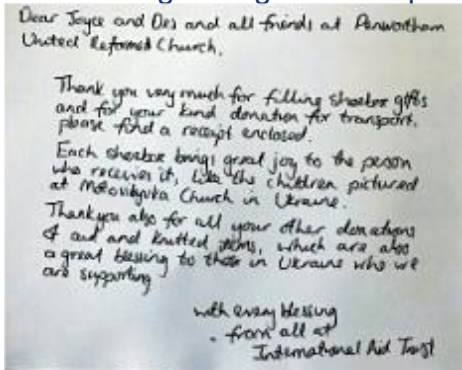 Dear Joyce and Des and all friends at Penwortham
United Reformed Church,
Thank you very much for filling shoebox gifts
and for your kind donation for transport.
please find a receipt enclosed.
Each shoebox brings great joy to the person
who receives it, like the children pictured
at Motovilivka Church in Ukraine.
Thankyou also for all your other donations
of aid and knitted items, which are also
a great blessing to those in Ukraine who we
are supporting
with every blessing
from all at
International Aid Trust